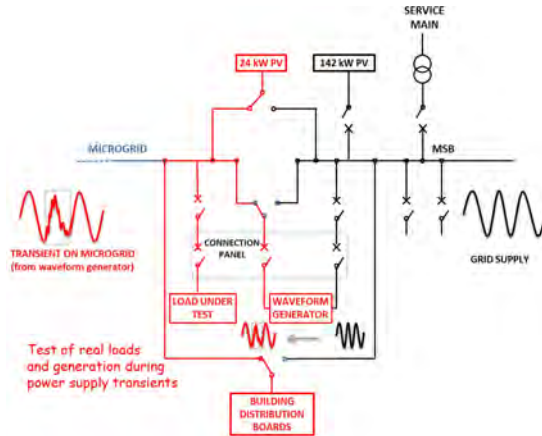 SERVICE
MAIN
24 kW PV
142 kW PV
MICROGRID
MSB
TRANSIENT ON MICROGRID
(from waveform generator)
CONNECTION
PANEL
GRID SUPPLY
LOAD UNDER
TEST
WAVEFORM
GENERATOR
Test of real loads
and generation during
power supply transients
BUILDING
DISTRIBUTION
BOARDS